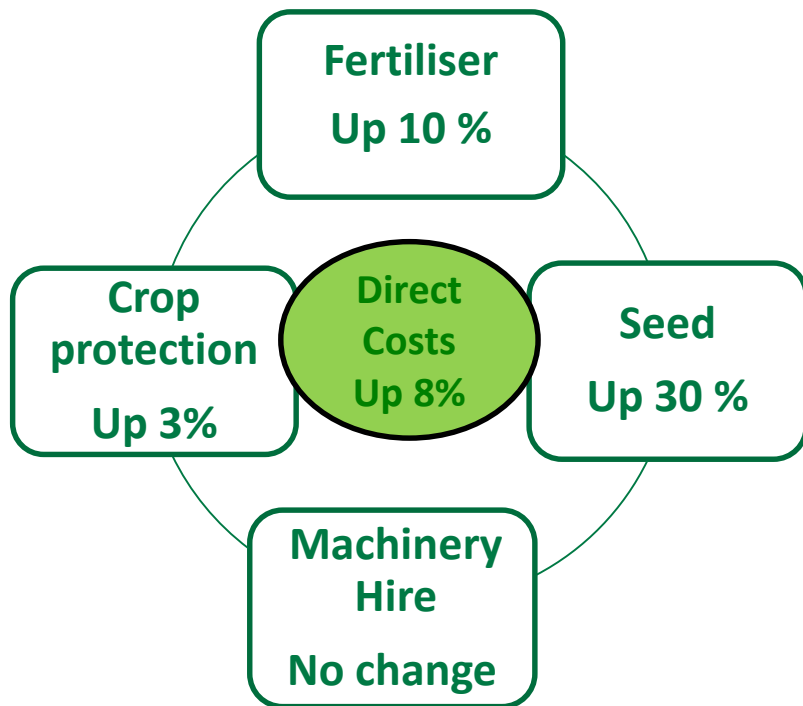 Fertiliser
Up 10 %
Crop
protection
Up 3%
Direct
Costs
Up 8%
Seed
Up 30 %
Machinery
Hire
No change